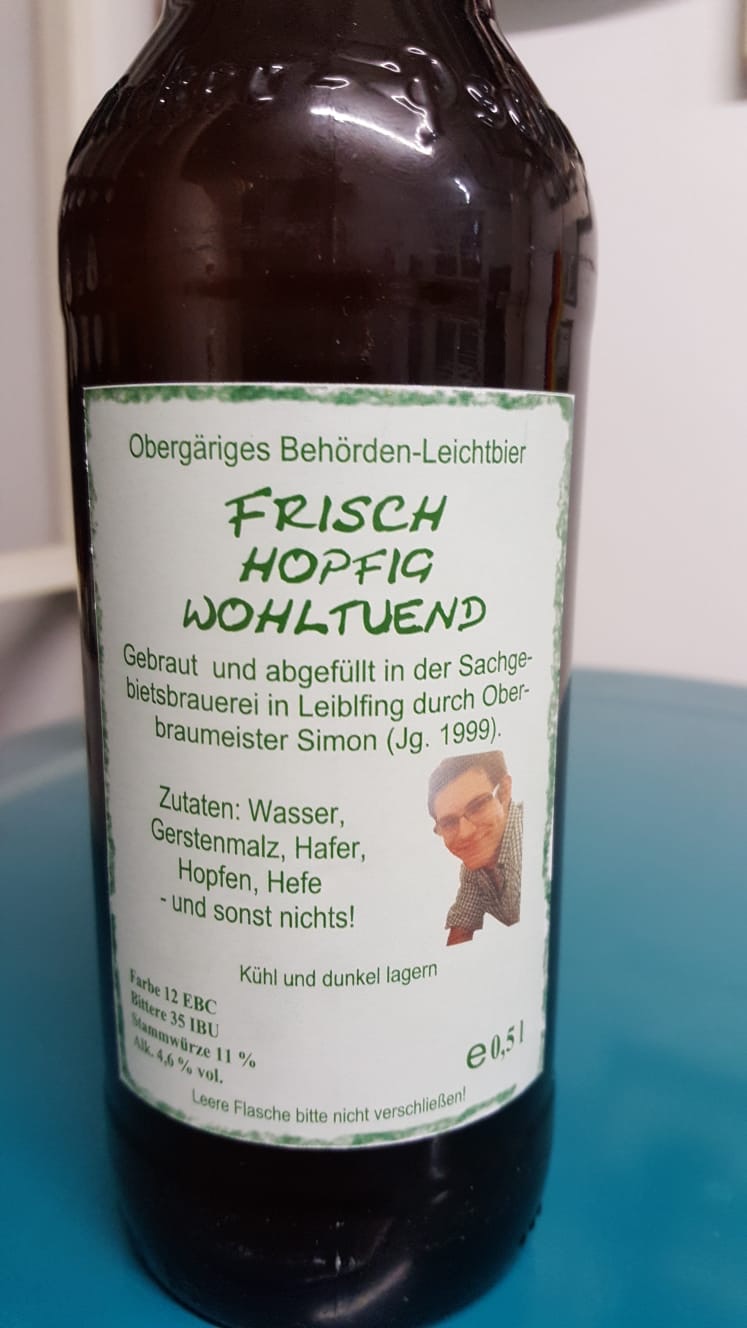 Obergäriges Behörden-Leichtbier
FRISCH
HOPFIG
WOHLTUEND
Gebraut und abgefüllt in der Sachge-
bietsbrauerei in Leiblfing durch Ober-
braumeister Simon (Jg. 1999).
Zutaten: Wasser,
Gerstenmalz, Hafer,
Hopfen, Hefe
- und sonst nichts!
Kühl und dunkel lagern
Farbe 12 EBC
Bittere 35 IBU
Stammwürze 11 %
Alk. 4,6 % vol.
e 0,5 l
Leere Flasche bitte nicht verschließen!